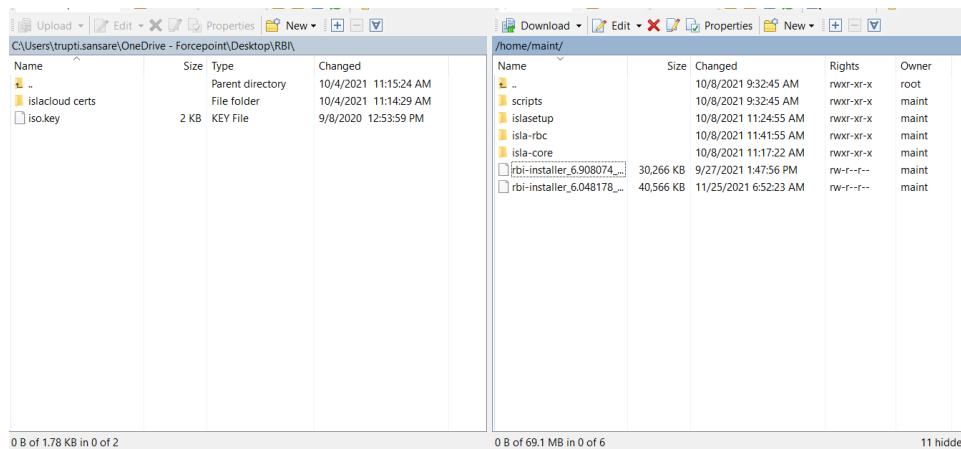 Upload Edit Properties New
Download Edit Properties New
C:\Users\trupti.sansare\OneDrive - Forcepoint\Desktop\RBI\
/home/maint/
Name Size Type Changed
.. Parent directory 10/4/2021 11:15:24 AM
islacloud certs File folder 10/4/2021 11:14:29 AM
iso.key 2 KB KEY File 9/8/2020 12:53:59 PM
Name Size Changed Rights Owner
.. 10/8/2021 9:32:45 AM rwxr-xr-x root
scripts 10/8/2021 9:32:45 AM rwxr-xr-x maint
islasetup 10/8/2021 11:24:55 AM rwxr-xr-x maint
isla-rbc 10/8/2021 11:41:55 AM rwxr-xr-x maint
isla-core 10/8/2021 11:17:22 AM rwxr-xr-x maint
rbi-installer_6.908074_... 30,266 KB 9/27/2021 1:47:56 PM rw-r--r-- maint
rbi-installer_6.048178_... 40,566 KB 11/25/2021 6:52:23 AM rw-r--r-- maint
0 B of 1.78 KB in 0 of 2
0 B of 69.1 MB in 0 of 6
11 hidde